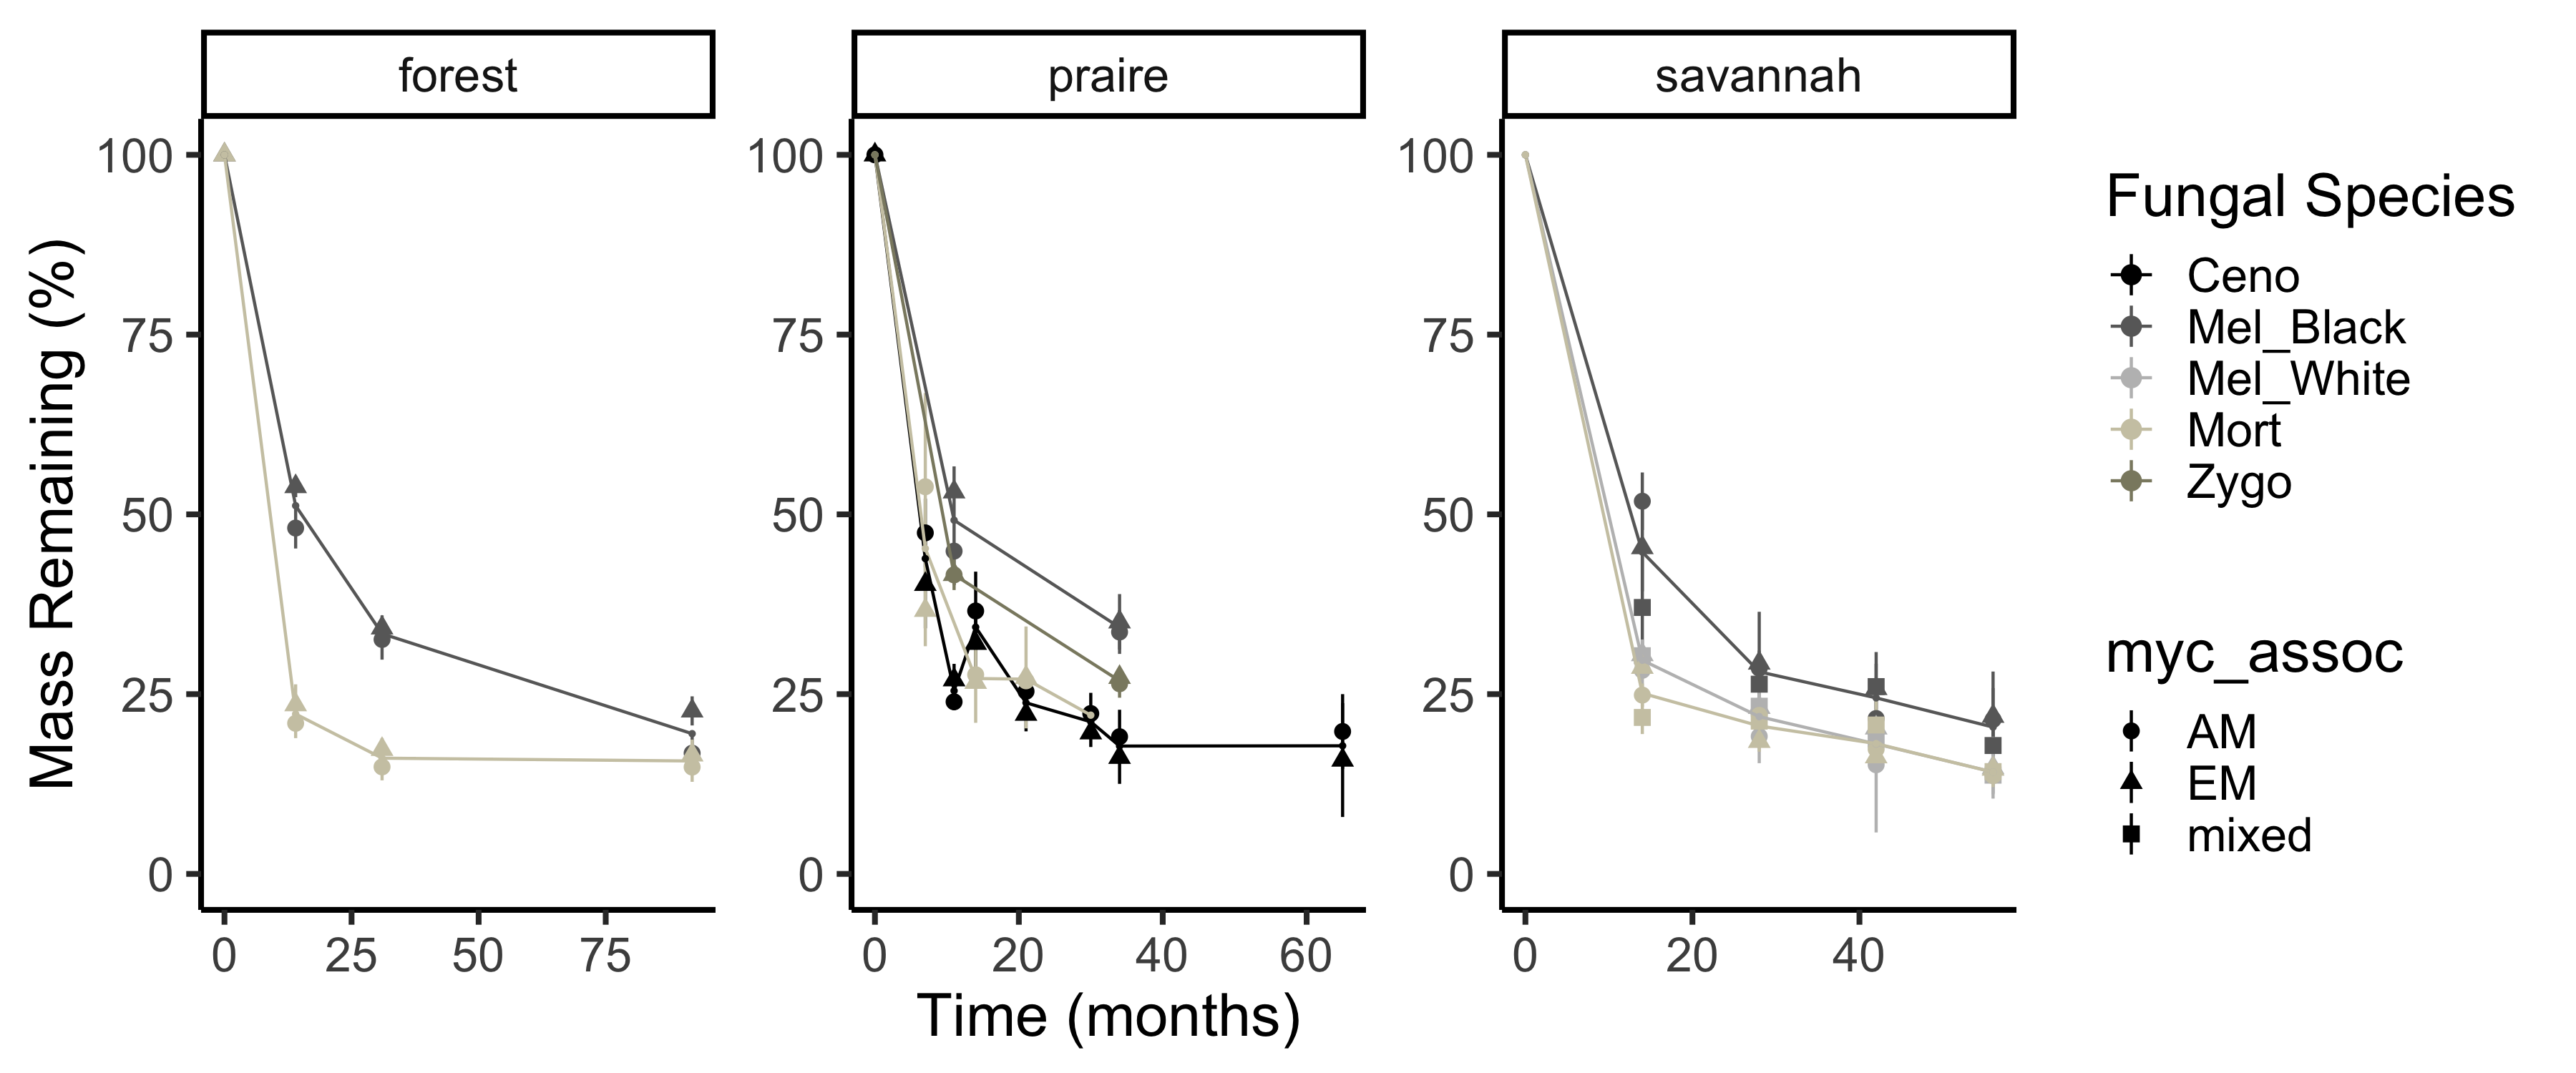 forest
praire
savannah
Mass Remaining (%)
100
75
50
25
0
100
75
50
25
0
100
75
50
25
0
0 25 50 75
0 20 40 60
0 20 40
Time (months)
Fungal Species
Ceno
Mel_Black
Mel_White
Mort
Zygo
myc_assoc
AM
EM
mixed